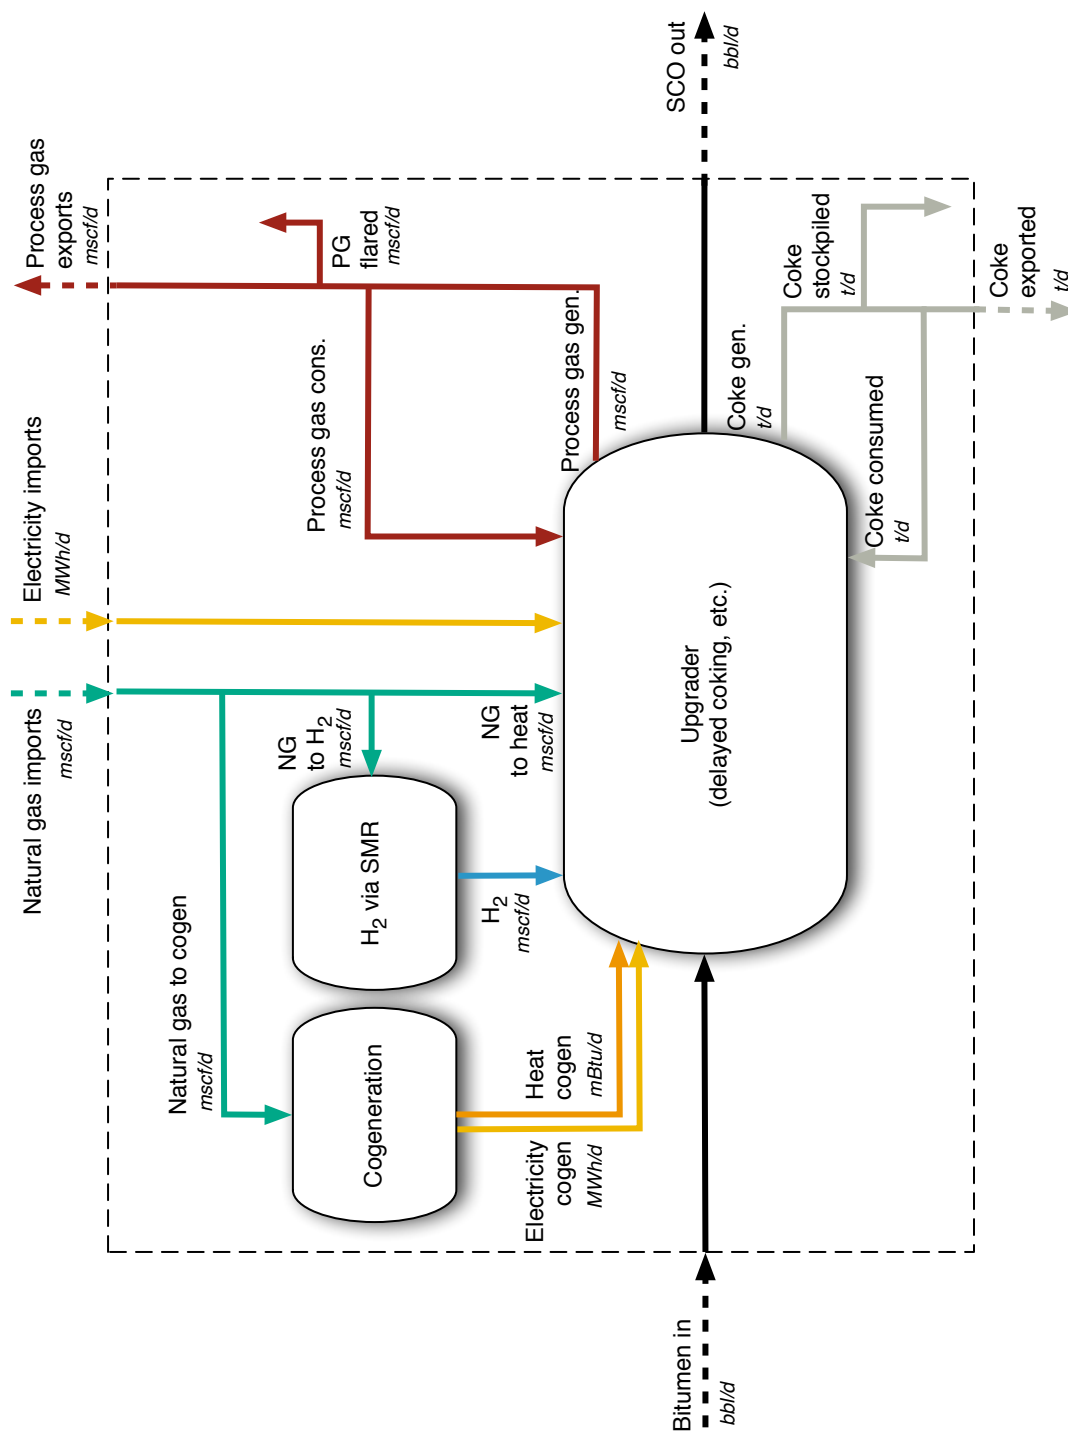 Natural gas imports
mscf/d
Electricity imports
MWh/d
Process gas
exports
mscf/d
Natural gas to cogen
mscf/d
NG
to H2
mscf/d
Process gas cons.
mscf/d
PG
flared
mscf/d
Cogeneration
H2 via SMR
NG
to heat
mscf/d
H2
mscf/d
Electricity
cogen
MWh/d
Heat
cogen
mBtu/d
Process gas gen.
mscf/d
Bitumen in
bbl/d
Upgrader
(delayed coking, etc.)
SCO out
bbl/d
Coke gen.
t/d
Coke
stockpiled
t/d
Coke consumed
t/d
Coke
exported
t/d